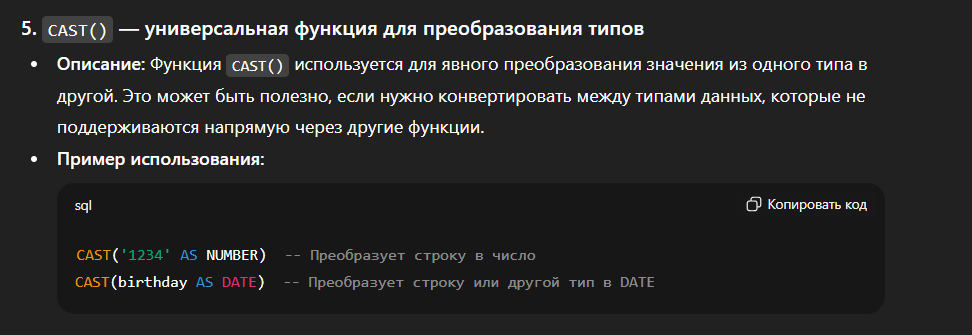 5. CAST() — универсальная функция для преобразования типов
• Описание: Функция CAST() используется для явного преобразования значения из одного типа в
другой. Это может быть полезно, если нужно конвертировать между типами данных, которые не
поддерживаются напрямую через другие функции.
• Пример использования:
sql
Копировать код
CAST('1234' AS NUMBER) -- Преобразует строку в число
CAST(birthday AS DATE) -- Преобразует строку или другой тип в DATE